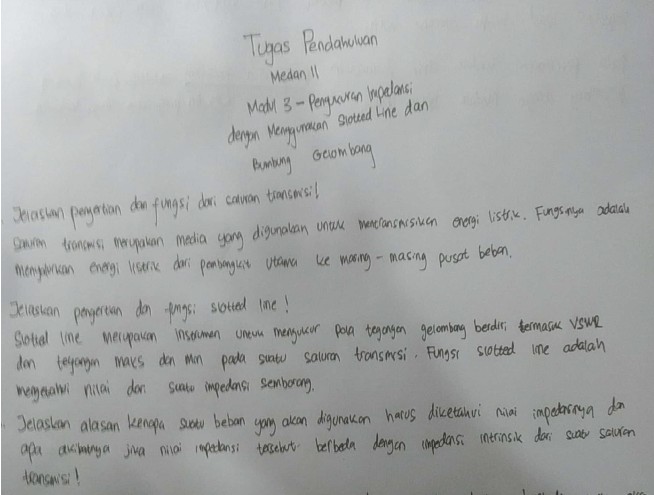 Tugas Pendahuluan
Medan II
Modul 3 - Pengukuran Impedansi
dengan Menggunakan Slotted Line dan
Bumbung Gelombang
Jelaskan pengertian dan fungsi dari saluran transmisi!
Saluran transmisi merupakan media yang digunakan untuk mentransmisikan energi listrik. Fungsinya adalah
menyalurkan energi listrik dari pembangkit utama ke masing-masing pusat beban.
Jelaskan pengertian dan fungsi slotted line!
Slotted line merupakan instrumen untuk mengukur pola tegangan gelombang berdiri termasuk VSWR
dan tegangan maks dan min pada suatu saluran transmisi. Fungsi slotted line adalah
mengetahui nilai dari suatu impedansi sembarang.
Jelaskan alasan kenapa suatu beban yang akan digunakan harus diketahui nilai impedansinya dan
apa akibatnya jika nilai impedansi tersebut berbeda dengan impedansi intrinsik dari suatu saluran
transmisi!